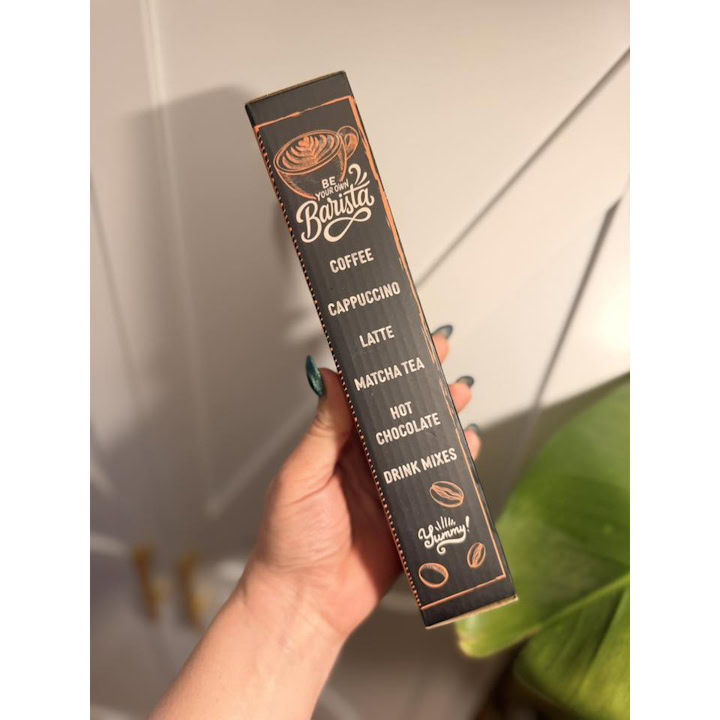 BE
YOUR OWN
Barista
COFFEE
CAPPUCCINO
LATTE
MATCHA TEA
HOT
CHOCOLATE
DRINK MIXES
Yummy!